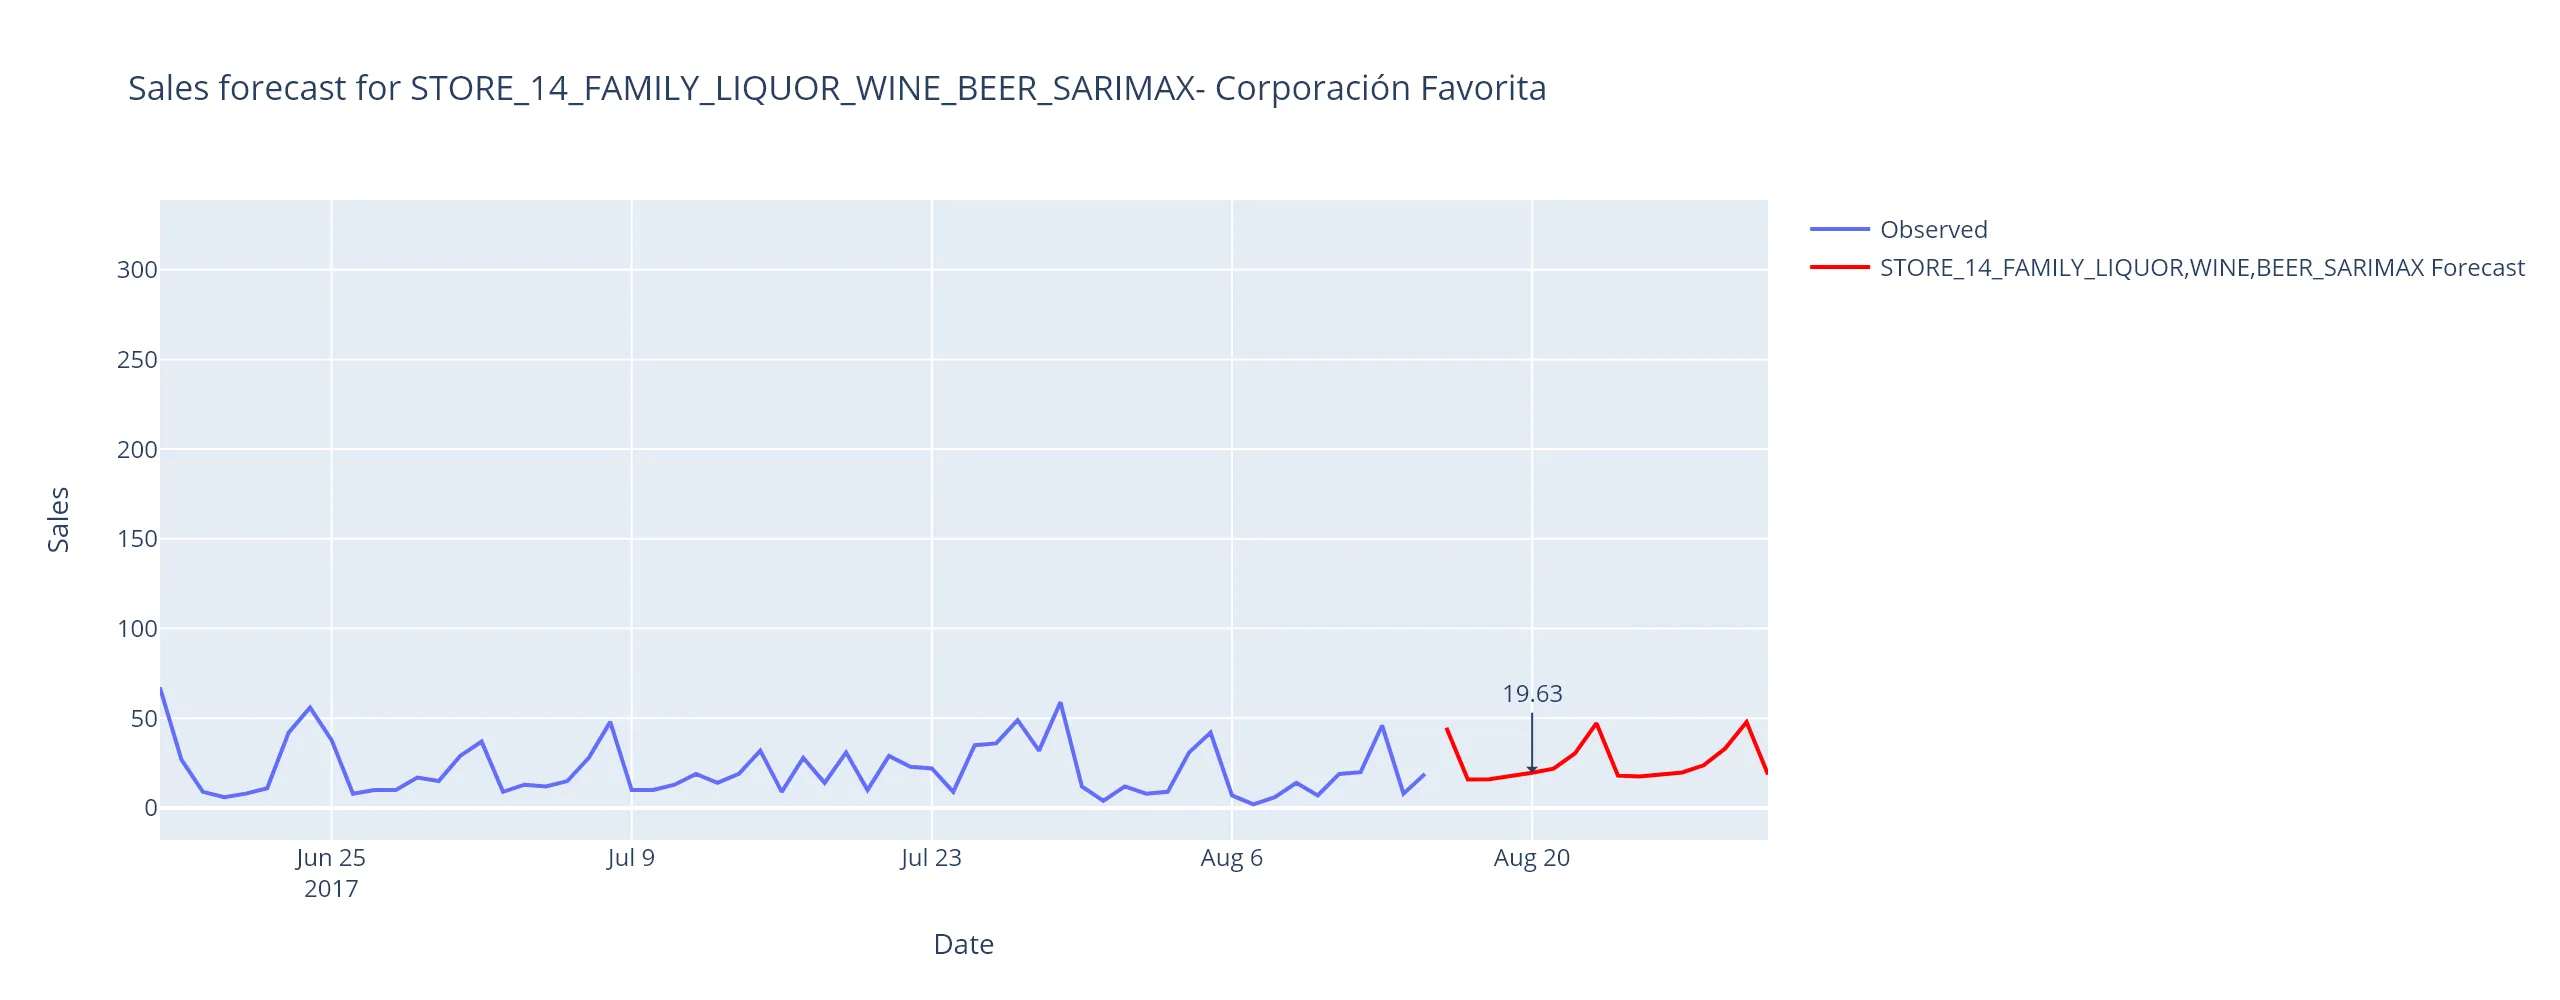 Sales forecast for STORE_14_FAMILY_LIQUOR_WINE_BEER_SARIMAX- Corporación Favorita
Observed
STORE_14_FAMILY_LIQUOR,WINE,BEER_SARIMAX Forecast
300
250
200
150
100
50
0
Sales
19.63
Jun 25
2017
Jul 9
Jul 23
Aug 6
Aug 20
Date